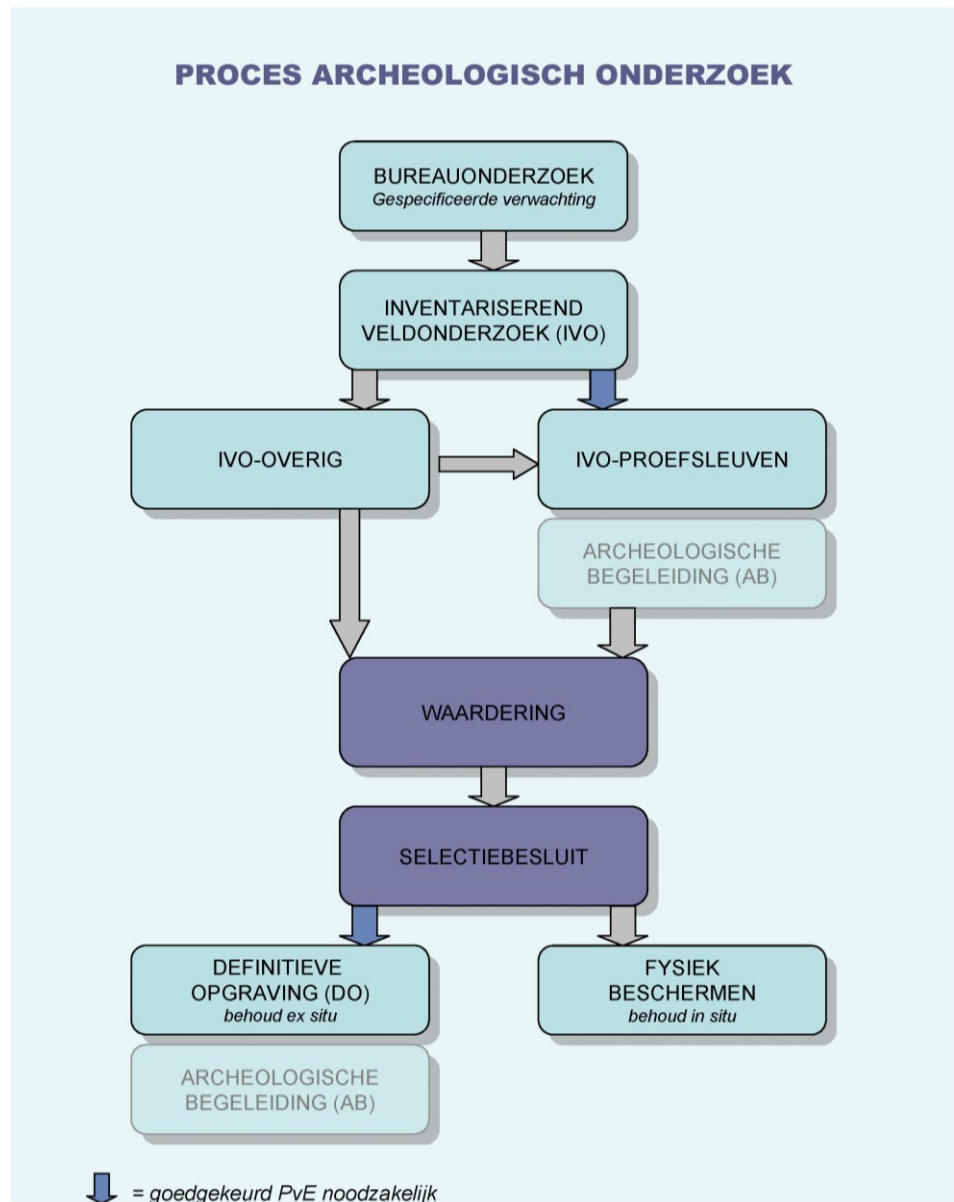 PROCES ARCHEOLOGISCH ONDERZOEK
BUREAUONDERZOEK
Gespecificeerde verwachting
INVENTARISEREND
VELDONDERZOEK (IVO)
IVO-OVERIG
IVO-PROEFSLEUVEN
ARCHEOLOGISCHE
BEGELEIDING (AB)
WAARDERING
SELECTIEBESLUIT
DEFINITIEVE
OPGRAVING (DO)
behoud ex situ
FYSIEK
BESCHERMEN
behoud in situ
ARCHEOLOGISCHE
BEGELEIDING (AB)
= goedgekeurd PvE noodzakelijk